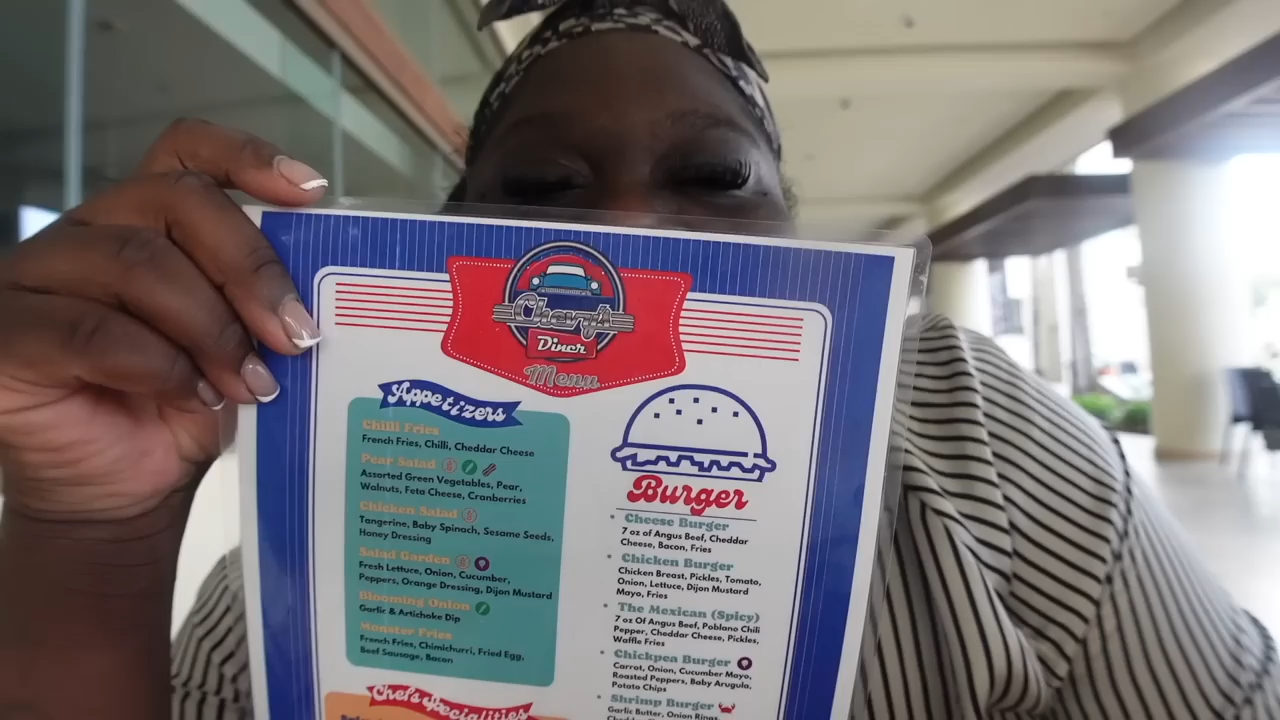 Chevy's
Diner
Menu
Appetizers
Chilli Fries
French Fries, Chilli, Cheddar Cheese
Pear Salad
Assorted Green Vegetables, Pear,
Walnuts, Feta Cheese, Cranberries
Chicken Salad
Tangerine, Baby Spinach, Sesame Seeds,
Honey Dressing
Salad Garden
Fresh Lettuce, Onion, Cucumber,
Peppers, Orange Dressing, Dijon Mustard
Blooming Onion
Garlic & Artichoke Dip
Monster Fries
French Fries, Chimichurri, Fried Egg,
Beef Sausage, Bacon
Chef's Specialities
Burger
• Cheese Burger
7 oz of Angus Beef, Cheddar
Cheese, Bacon, Fries
• Chicken Burger
Chicken Breast, Pickles, Tomato,
Onion, Lettuce, Dijon Mustard
Mayo, Fries
• The Mexican (Spicy)
7 oz Of Angus Beef, Poblano Chili
Pepper, Cheddar Cheese, Pickles,
Waffle Fries
• Chickpea Burger
Carrot, Onion, Cucumber Mayo,
Roasted Peppers, Baby Arugula,
Potato Chips
• Shrimp Burger
Garlic Butter, Onion Rings,